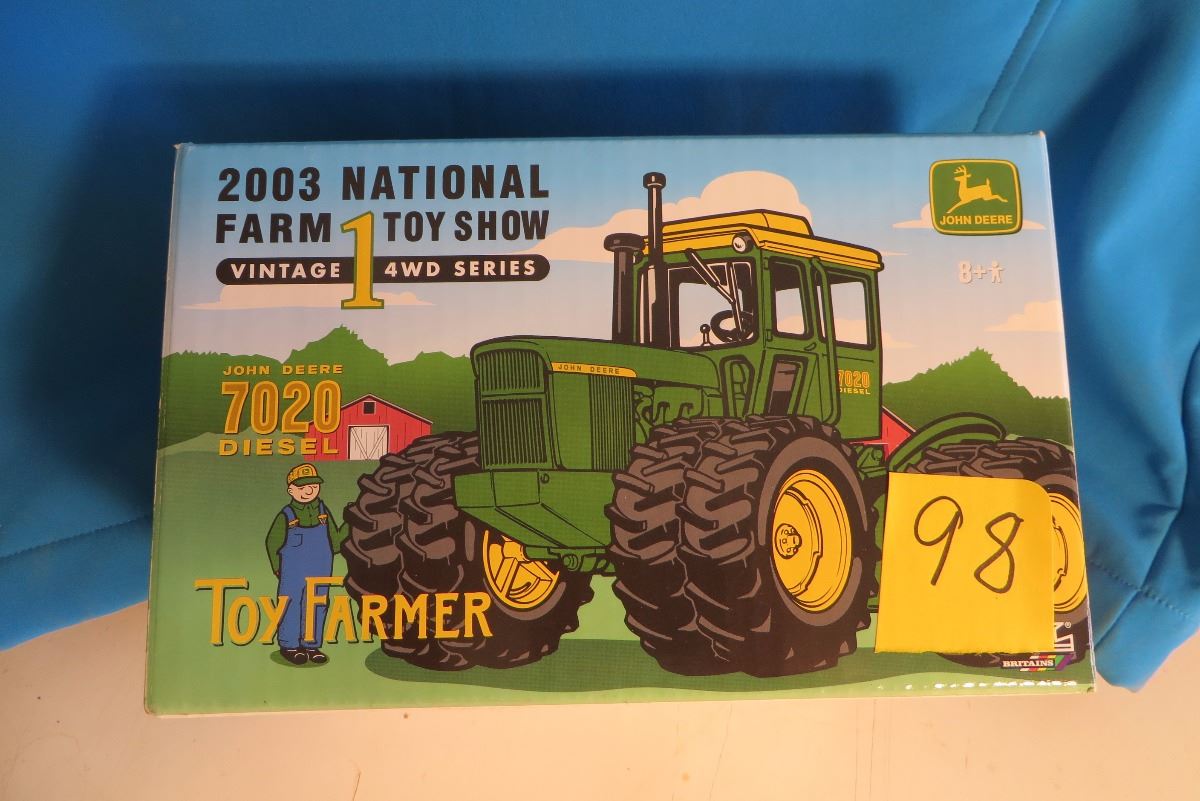 2003 NATIONAL
FARM 1 TOY SHOW
VINTAGE 4WD SERIES
JOHN DEERE
8+
JOHN DEERE
7020
DIESEL
JOHN DEERE
7020
DIESEL
TOY FARMER
98
BRITAINS